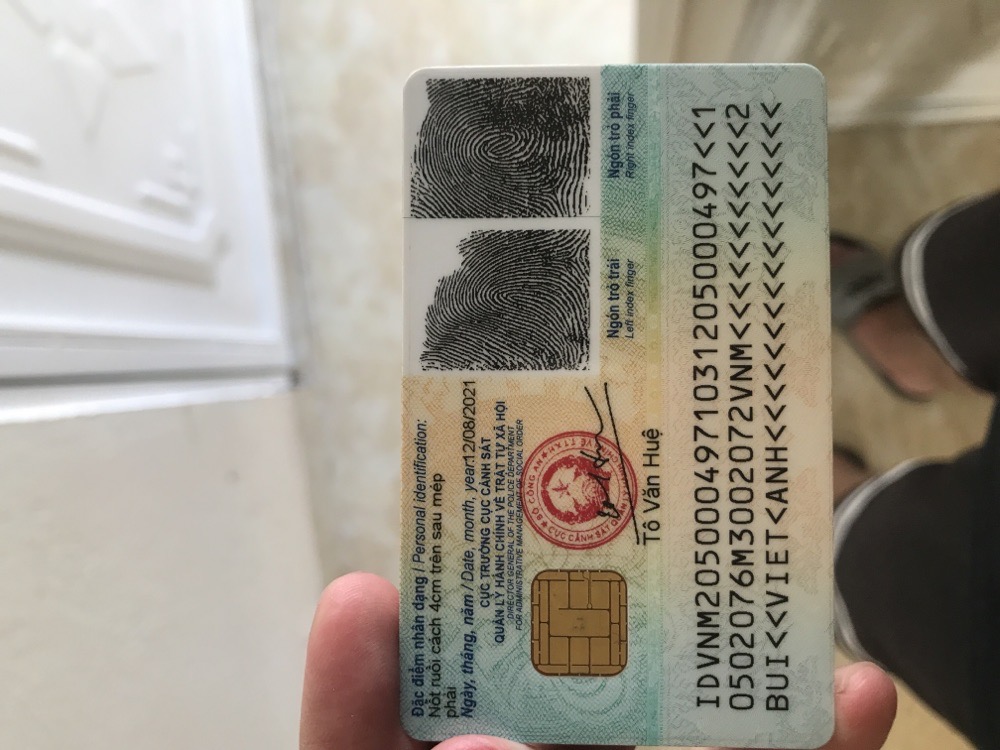 Đặc điểm nhân dạng / Personal identification:
Nốt ruồi cách 4cm trên sau mép
phải
Ngày, tháng, năm / Date, month, year:12/08/2021
CỤC TRƯỞNG CỤC CẢNH SÁT
QUẢN LÝ HÀNH CHÍNH VỀ TRẬT TỰ XÃ HỘI
DIRECTOR GENERAL OF THE POLICE DEPARTMENT
FOR ADMINISTRATIVE MANAGEMENT OF SOCIAL ORDER
BỘ CÔNG AN
Tô Văn Huệ
Ngón trỏ trái
Left index finger
Ngón trỏ phải
Right index finger
IDVNM2050004971031205000497<<1
0502076M3002072VNM<<<<<<<<<<<2
BUI<<VIET<ANH<<<<<<<<<<<<<<<<<